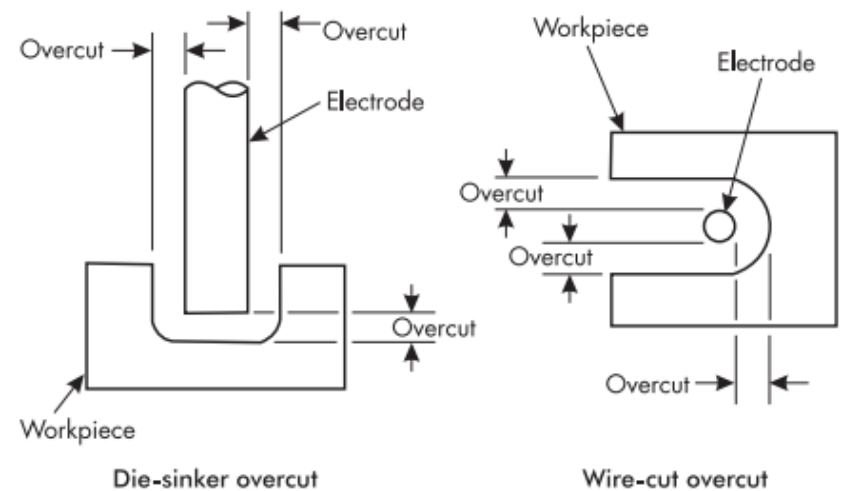 Overcut
Overcut
Electrode
Overcut
Workpiece
Die-sinker overcut
Workpiece
Electrode
Overcut
Overcut
Overcut
Wire-cut overcut